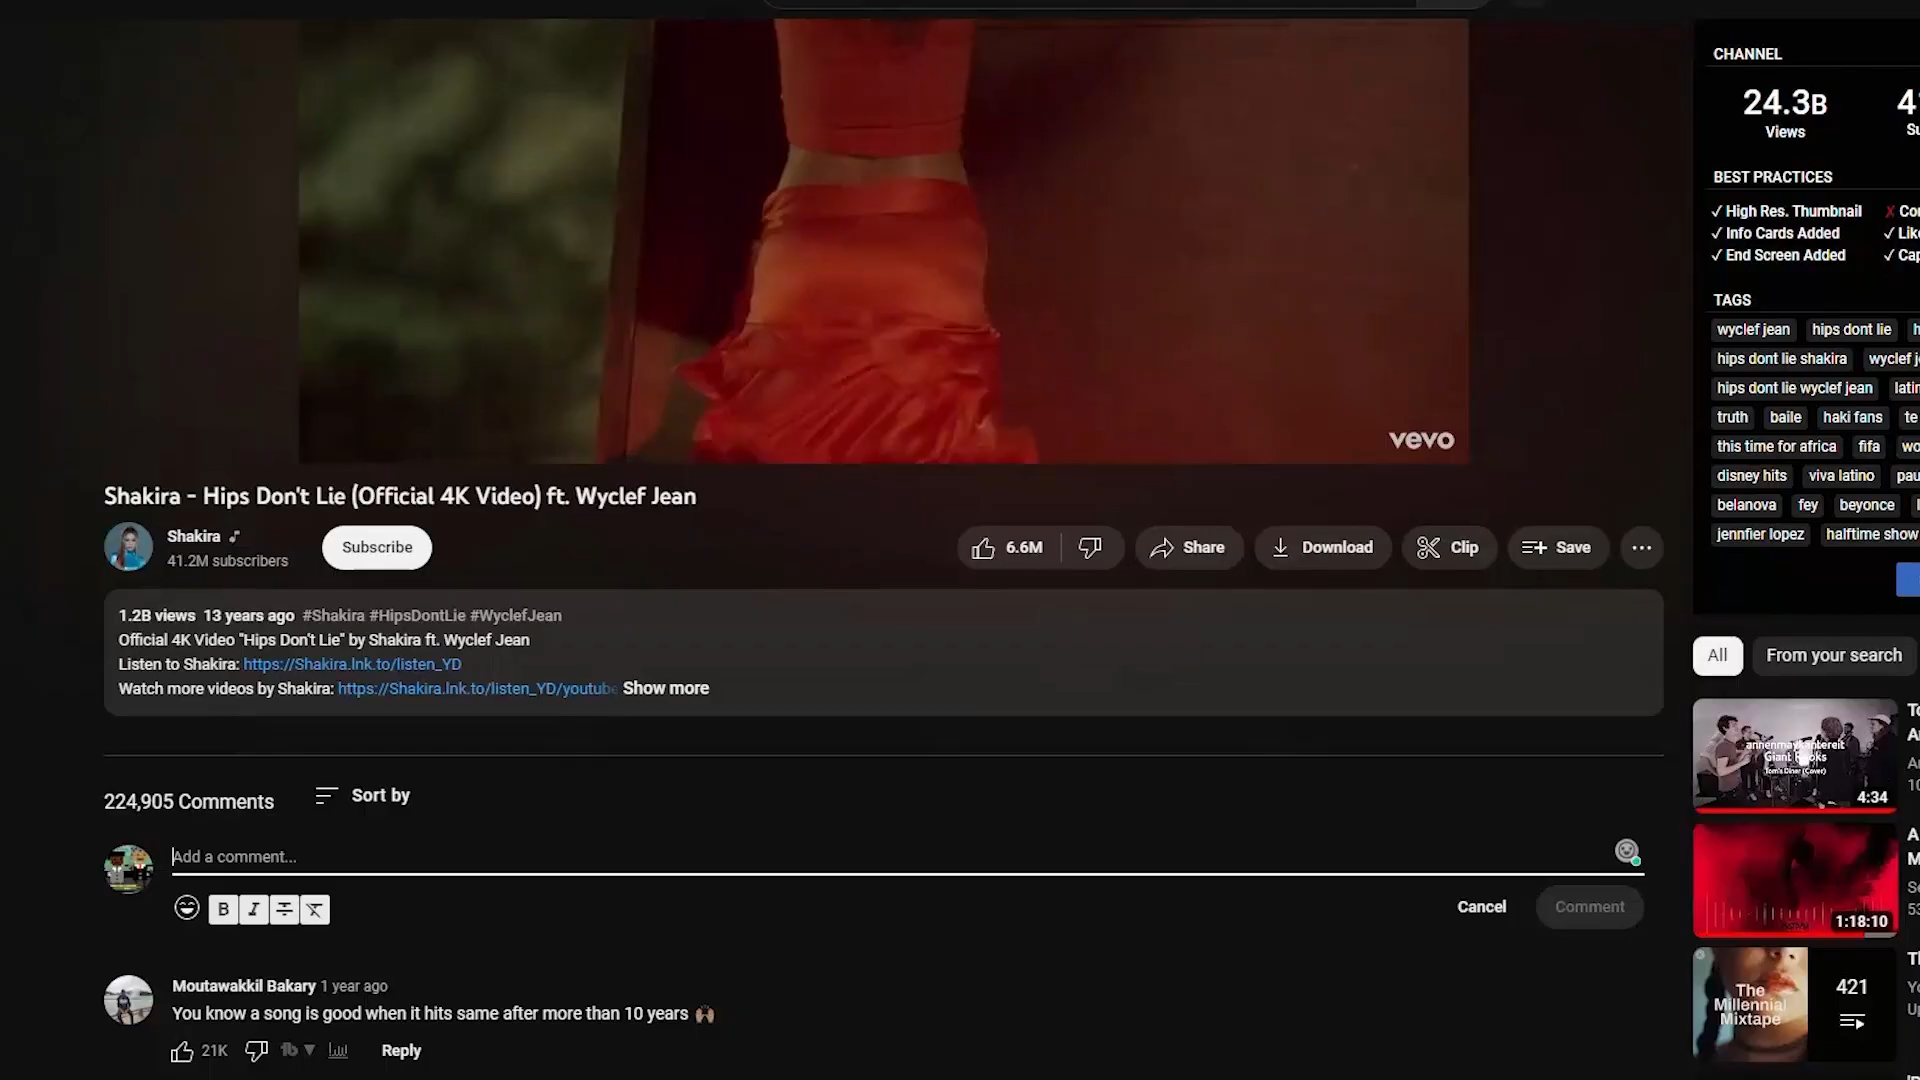 vevo
Shakira - Hips Don't Lie (Official 4K Video) ft. Wyclef Jean
Shakira
41.2M subscribers
Subscribe
6.6M
Share
Download
Clip
Save
1.2B views 13 years ago #Shakira #HipsDontLie #WyclefJean
Official 4K Video "Hips Don't Lie" by Shakira ft. Wyclef Jean
Listen to Shakira: https://Shakira.lnk.to/listen_YD
Watch more videos by Shakira: https://Shakira.lnk.to/listen_YD/youtube Show more
224,905 Comments
Sort by
Add a comment...
B I
Cancel
Comment
Moutawakkil Bakary 1 year ago
You know a song is good when it hits same after more than 10 years
21K
Reply
CHANNEL
24.3B
Views
BEST PRACTICES
✓ High Res. Thumbnail
✓ Info Cards Added
✓ End Screen Added
TAGS
wyclef jean hips dont lie
hips dont lie shakira wyclef
hips dont lie wyclef jean
truth baile haki fans te
this time for africa fifa
disney hits viva latino
belanova fey beyonce
jennfier lopez halftime show
All
From your search
annenmaykantereit
Giant Rooks
Tom's Diner (Cover)
4:34
1:18:10
The
Millennial
Mixtape
421